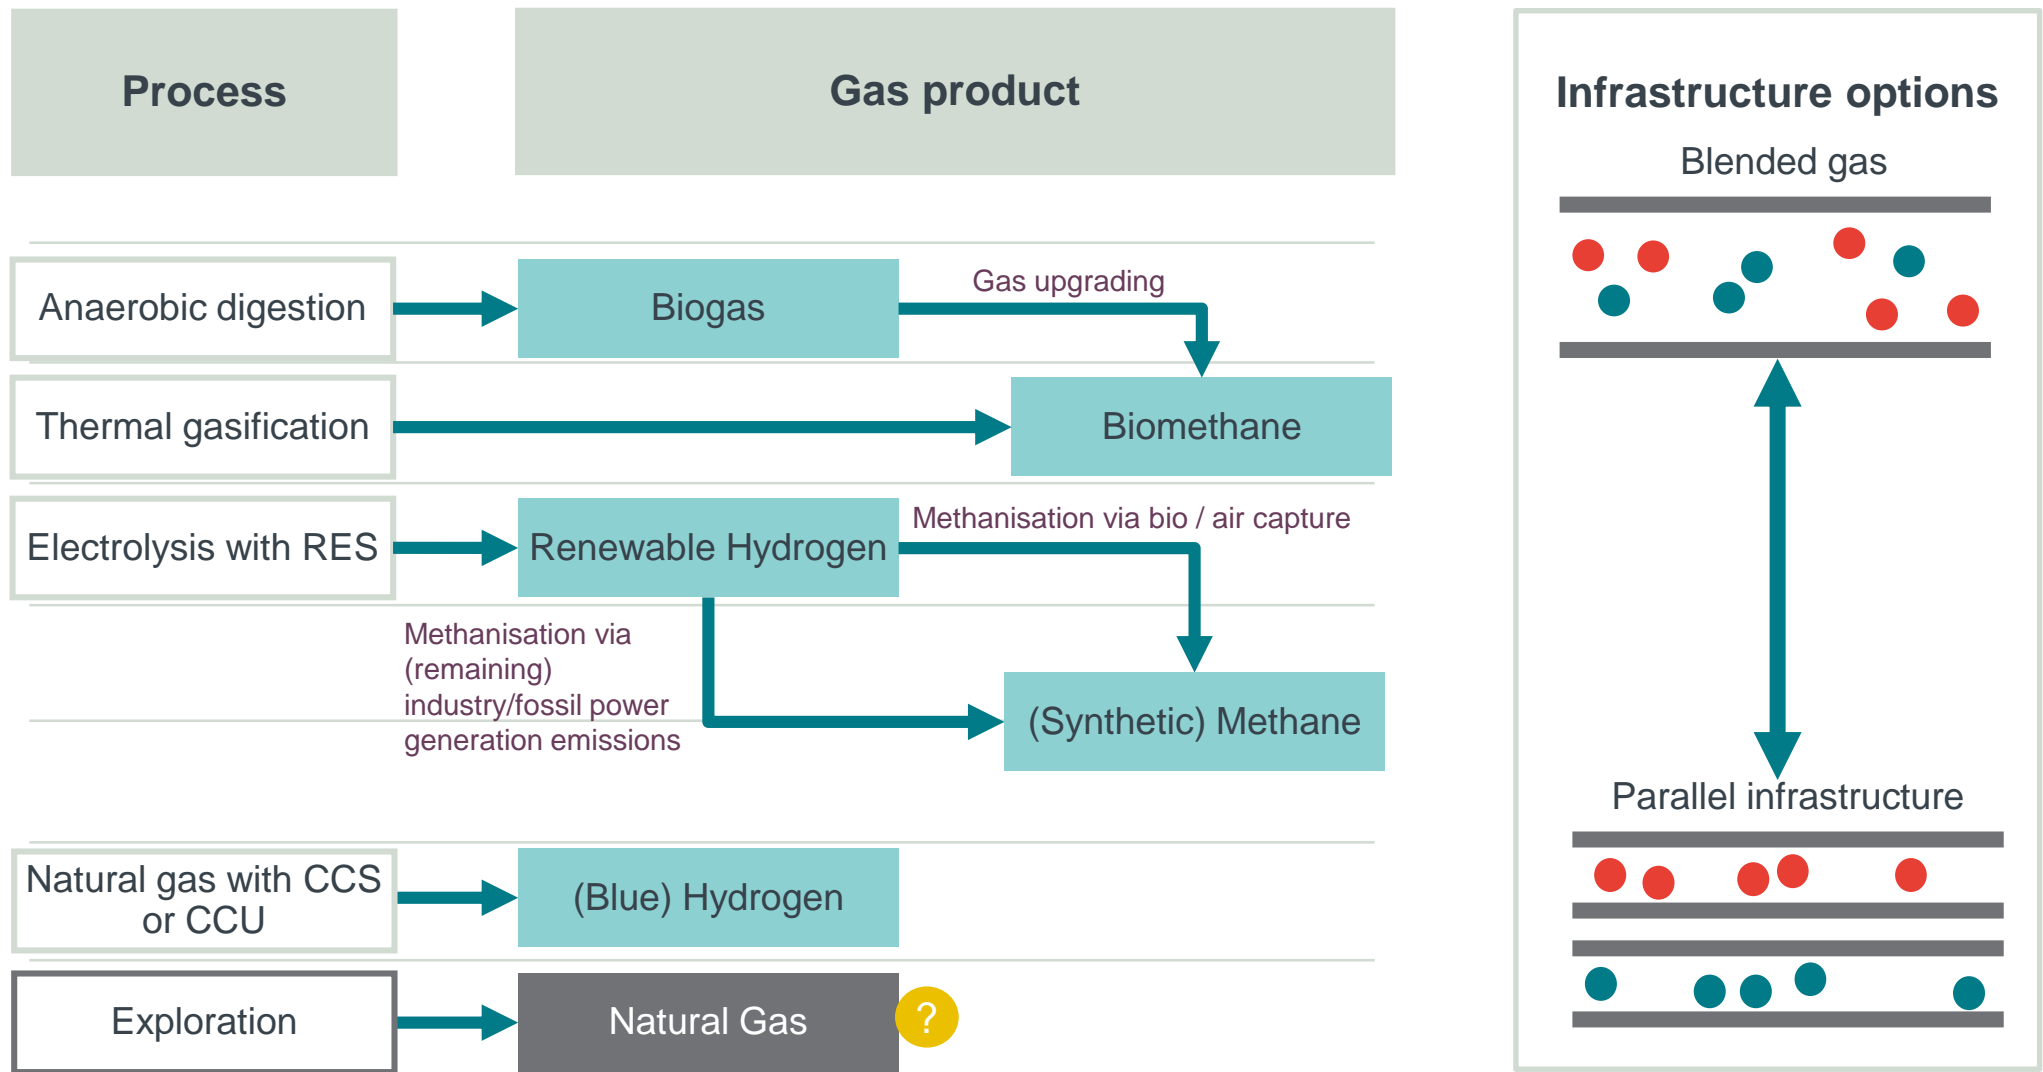 Process
Gas product
Infrastructure options
Blended gas
Anaerobic digestion
Biogas
Gas upgrading
Thermal gasification
Biomethane
Electrolysis with RES
Renewable Hydrogen
Methanisation via bio / air capture
Methanisation via
(remaining)
industry/fossil power
generation emissions
(Synthetic) Methane
Parallel infrastructure
Natural gas with CCS
or CCU
(Blue) Hydrogen
Exploration
Natural Gas
?